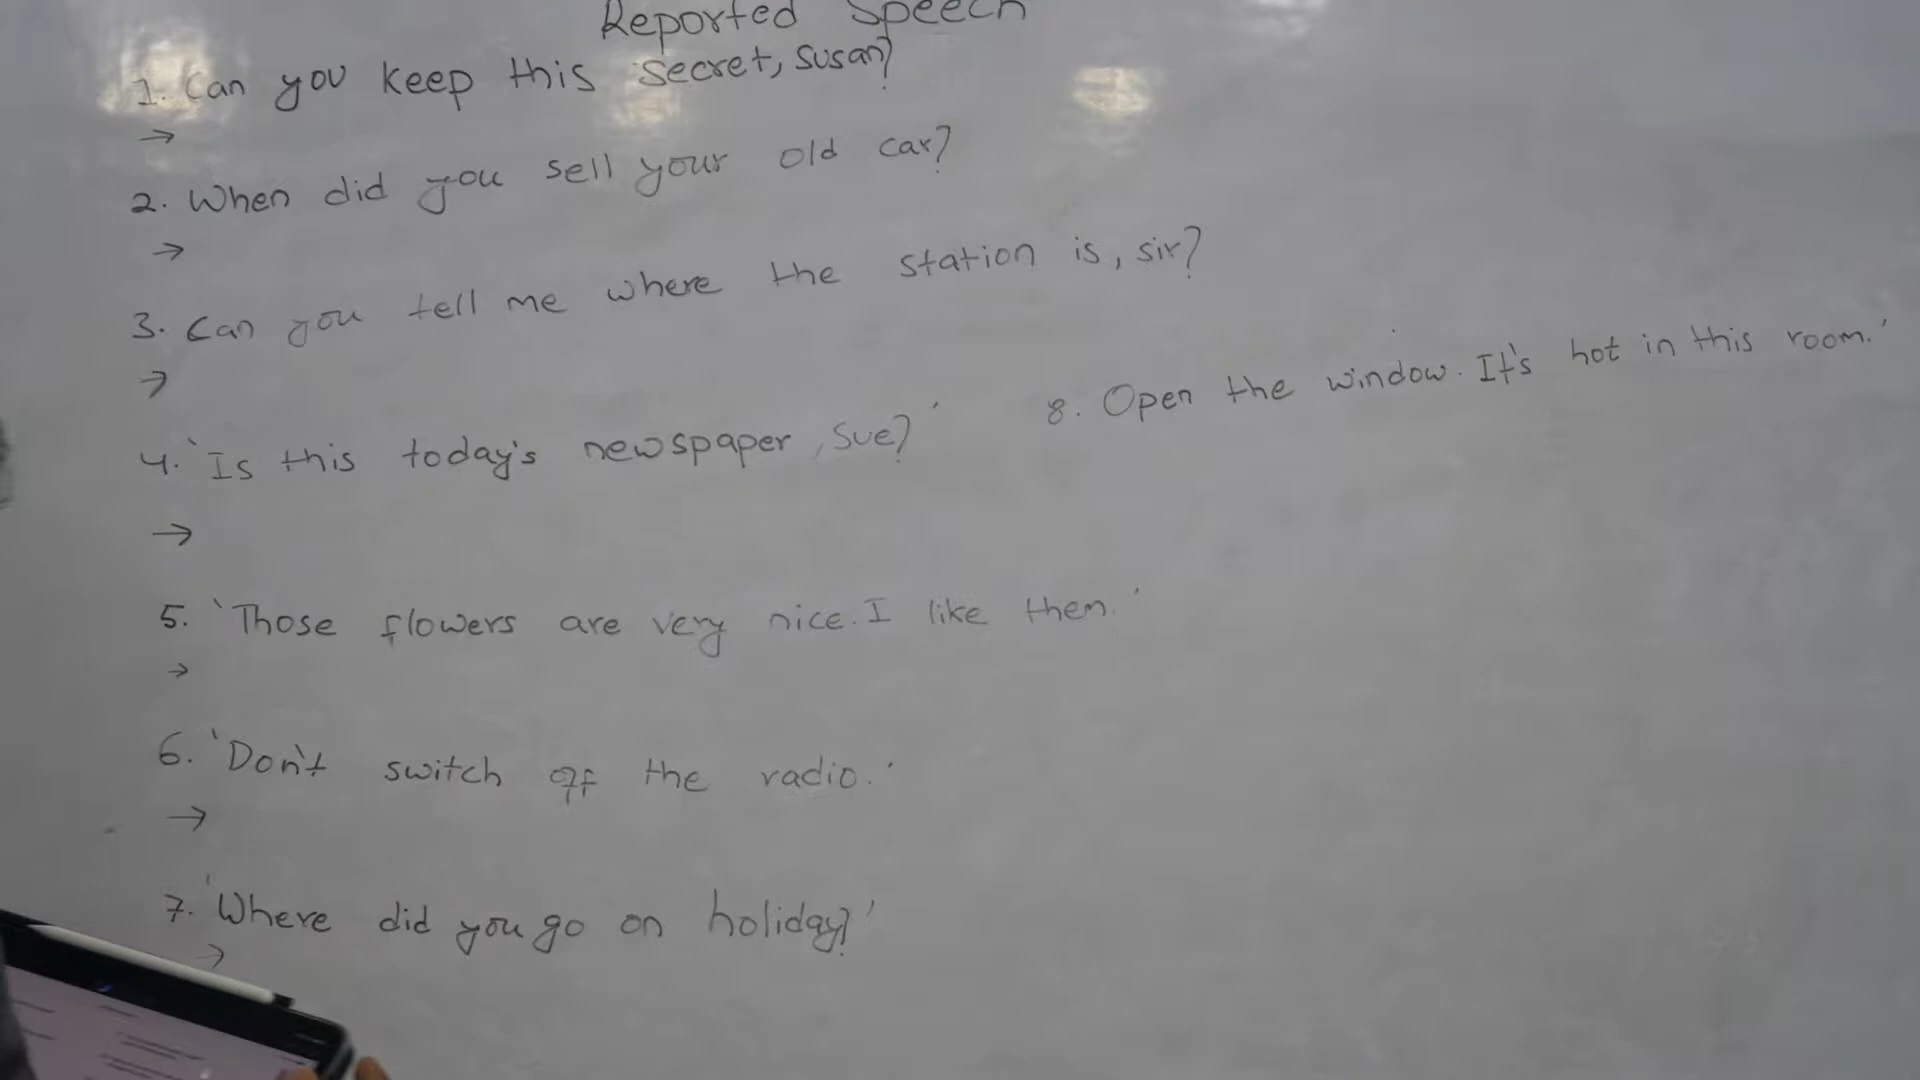 Reported Speech
1. Can you keep this secret, Susan?
→
2. When did you sell your old car?
→
3. Can you tell me where the station is, sir?
→
4. 'Is this today's newspaper, Sue?'
→
5. 'Those flowers are very nice. I like them.'
→
6. 'Don't switch off the radio.'
→
7. 'Where did you go on holiday?'
→
8. Open the window. It's hot in this room.'